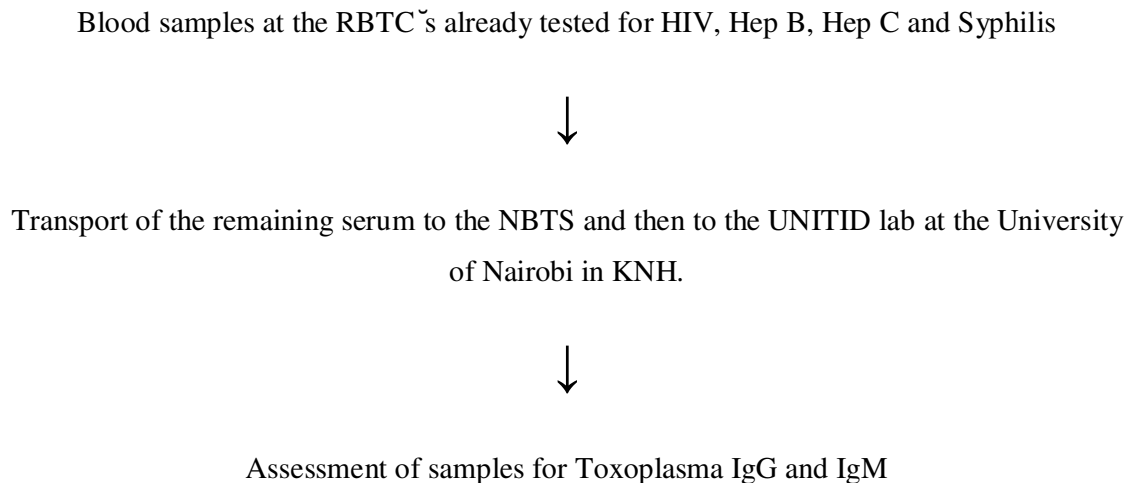 Blood samples at the RBTC˘s already tested for HIV, Hep B, Hep C and Syphilis
↓
Transport of the remaining serum to the NBTS and then to the UNITID lab at the University
of Nairobi in KNH.
↓
Assessment of samples for Toxoplasma IgG and IgM